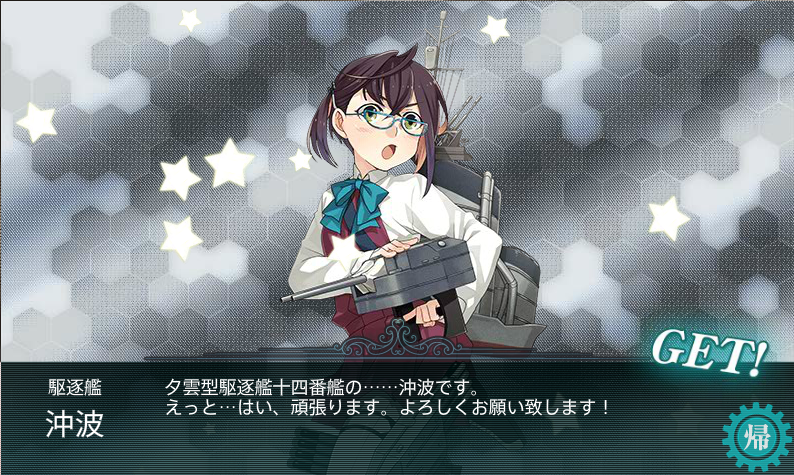 GET!
駆逐艦
沖波
夕雲型駆逐艦十四番艦の……沖波です。
えっと…はい、頑張ります。よろしくお願い致します！
帰